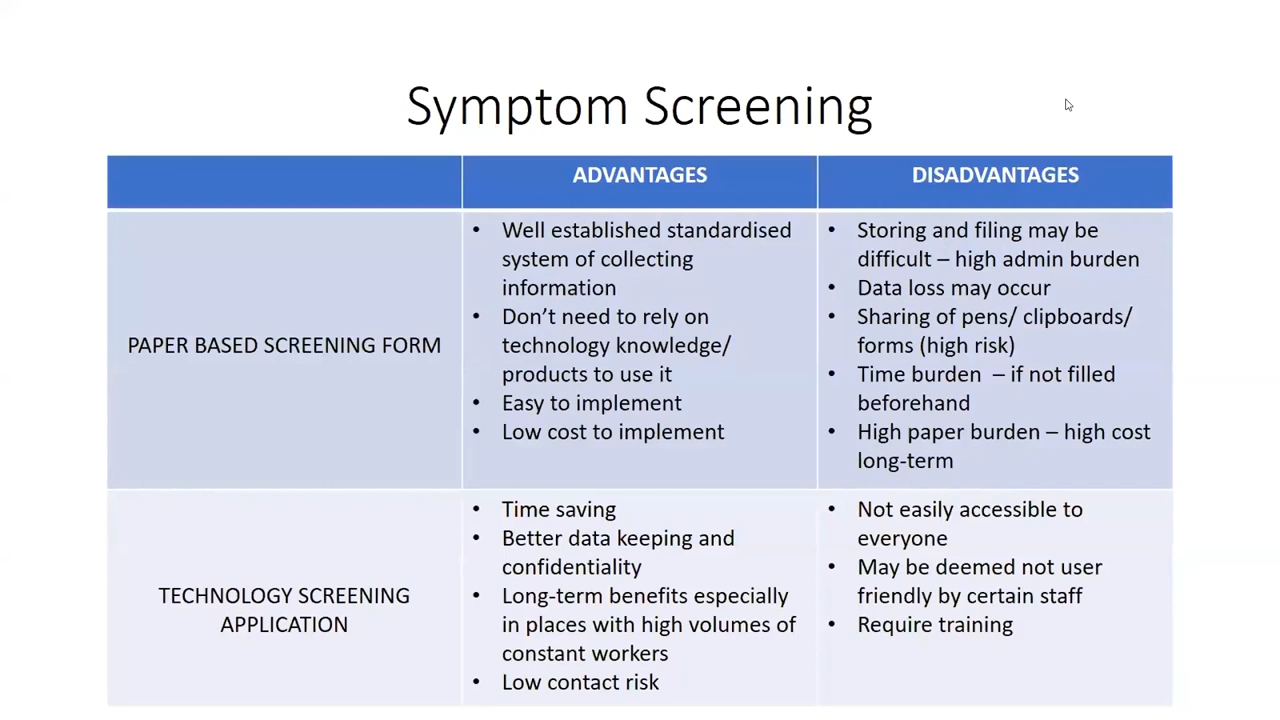 Symptom Screening
ADVANTAGES
DISADVANTAGES
PAPER BASED SCREENING FORM
• Well established standardised
system of collecting
information
• Don’t need to rely on
technology knowledge/
products to use it
• Easy to implement
• Low cost to implement
• Storing and filing may be
difficult – high admin burden
• Data loss may occur
• Sharing of pens/ clipboards/
forms (high risk)
• Time burden – if not filled
beforehand
• High paper burden – high cost
long-term
TECHNOLOGY SCREENING
APPLICATION
• Time saving
• Better data keeping and
confidentiality
• Long-term benefits especially
in places with high volumes of
constant workers
• Low contact risk
• Not easily accessible to
everyone
• May be deemed not user
friendly by certain staff
• Require training